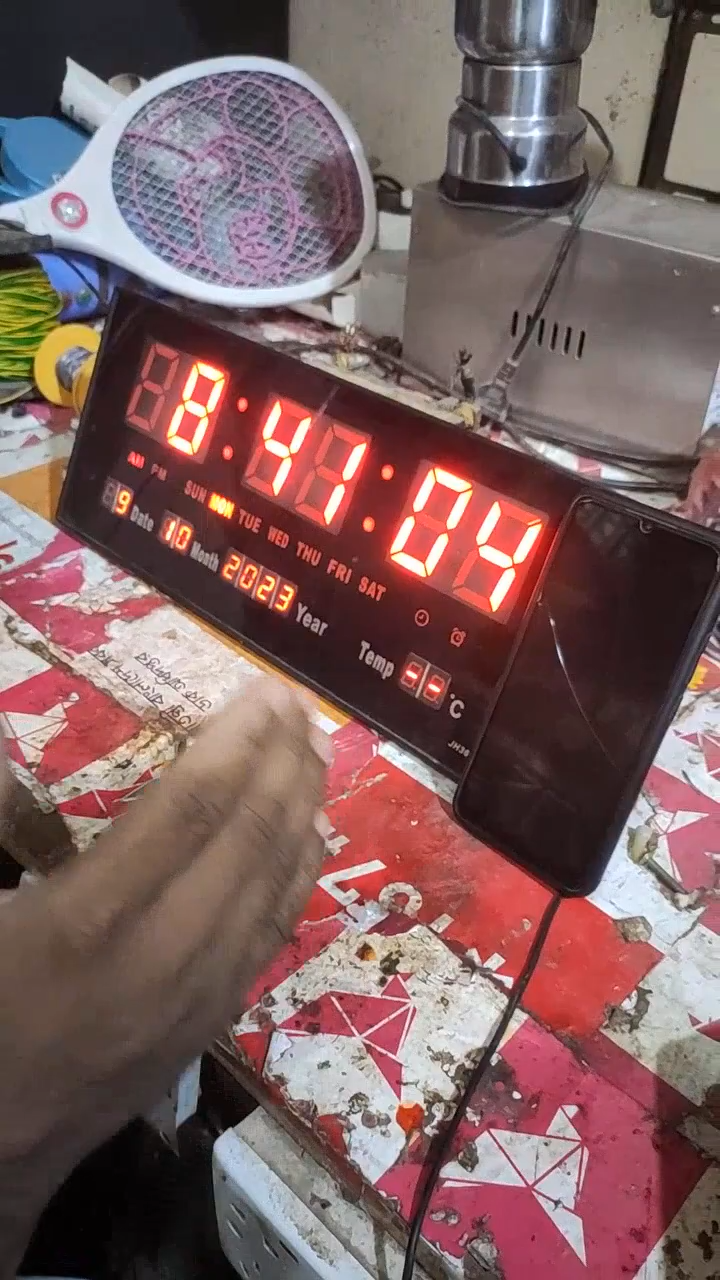 8:41:04
AM PM
SUN MON TUE WED THU FRI SAT
9 Date 10 Month 2023 Year
Temp -- °C